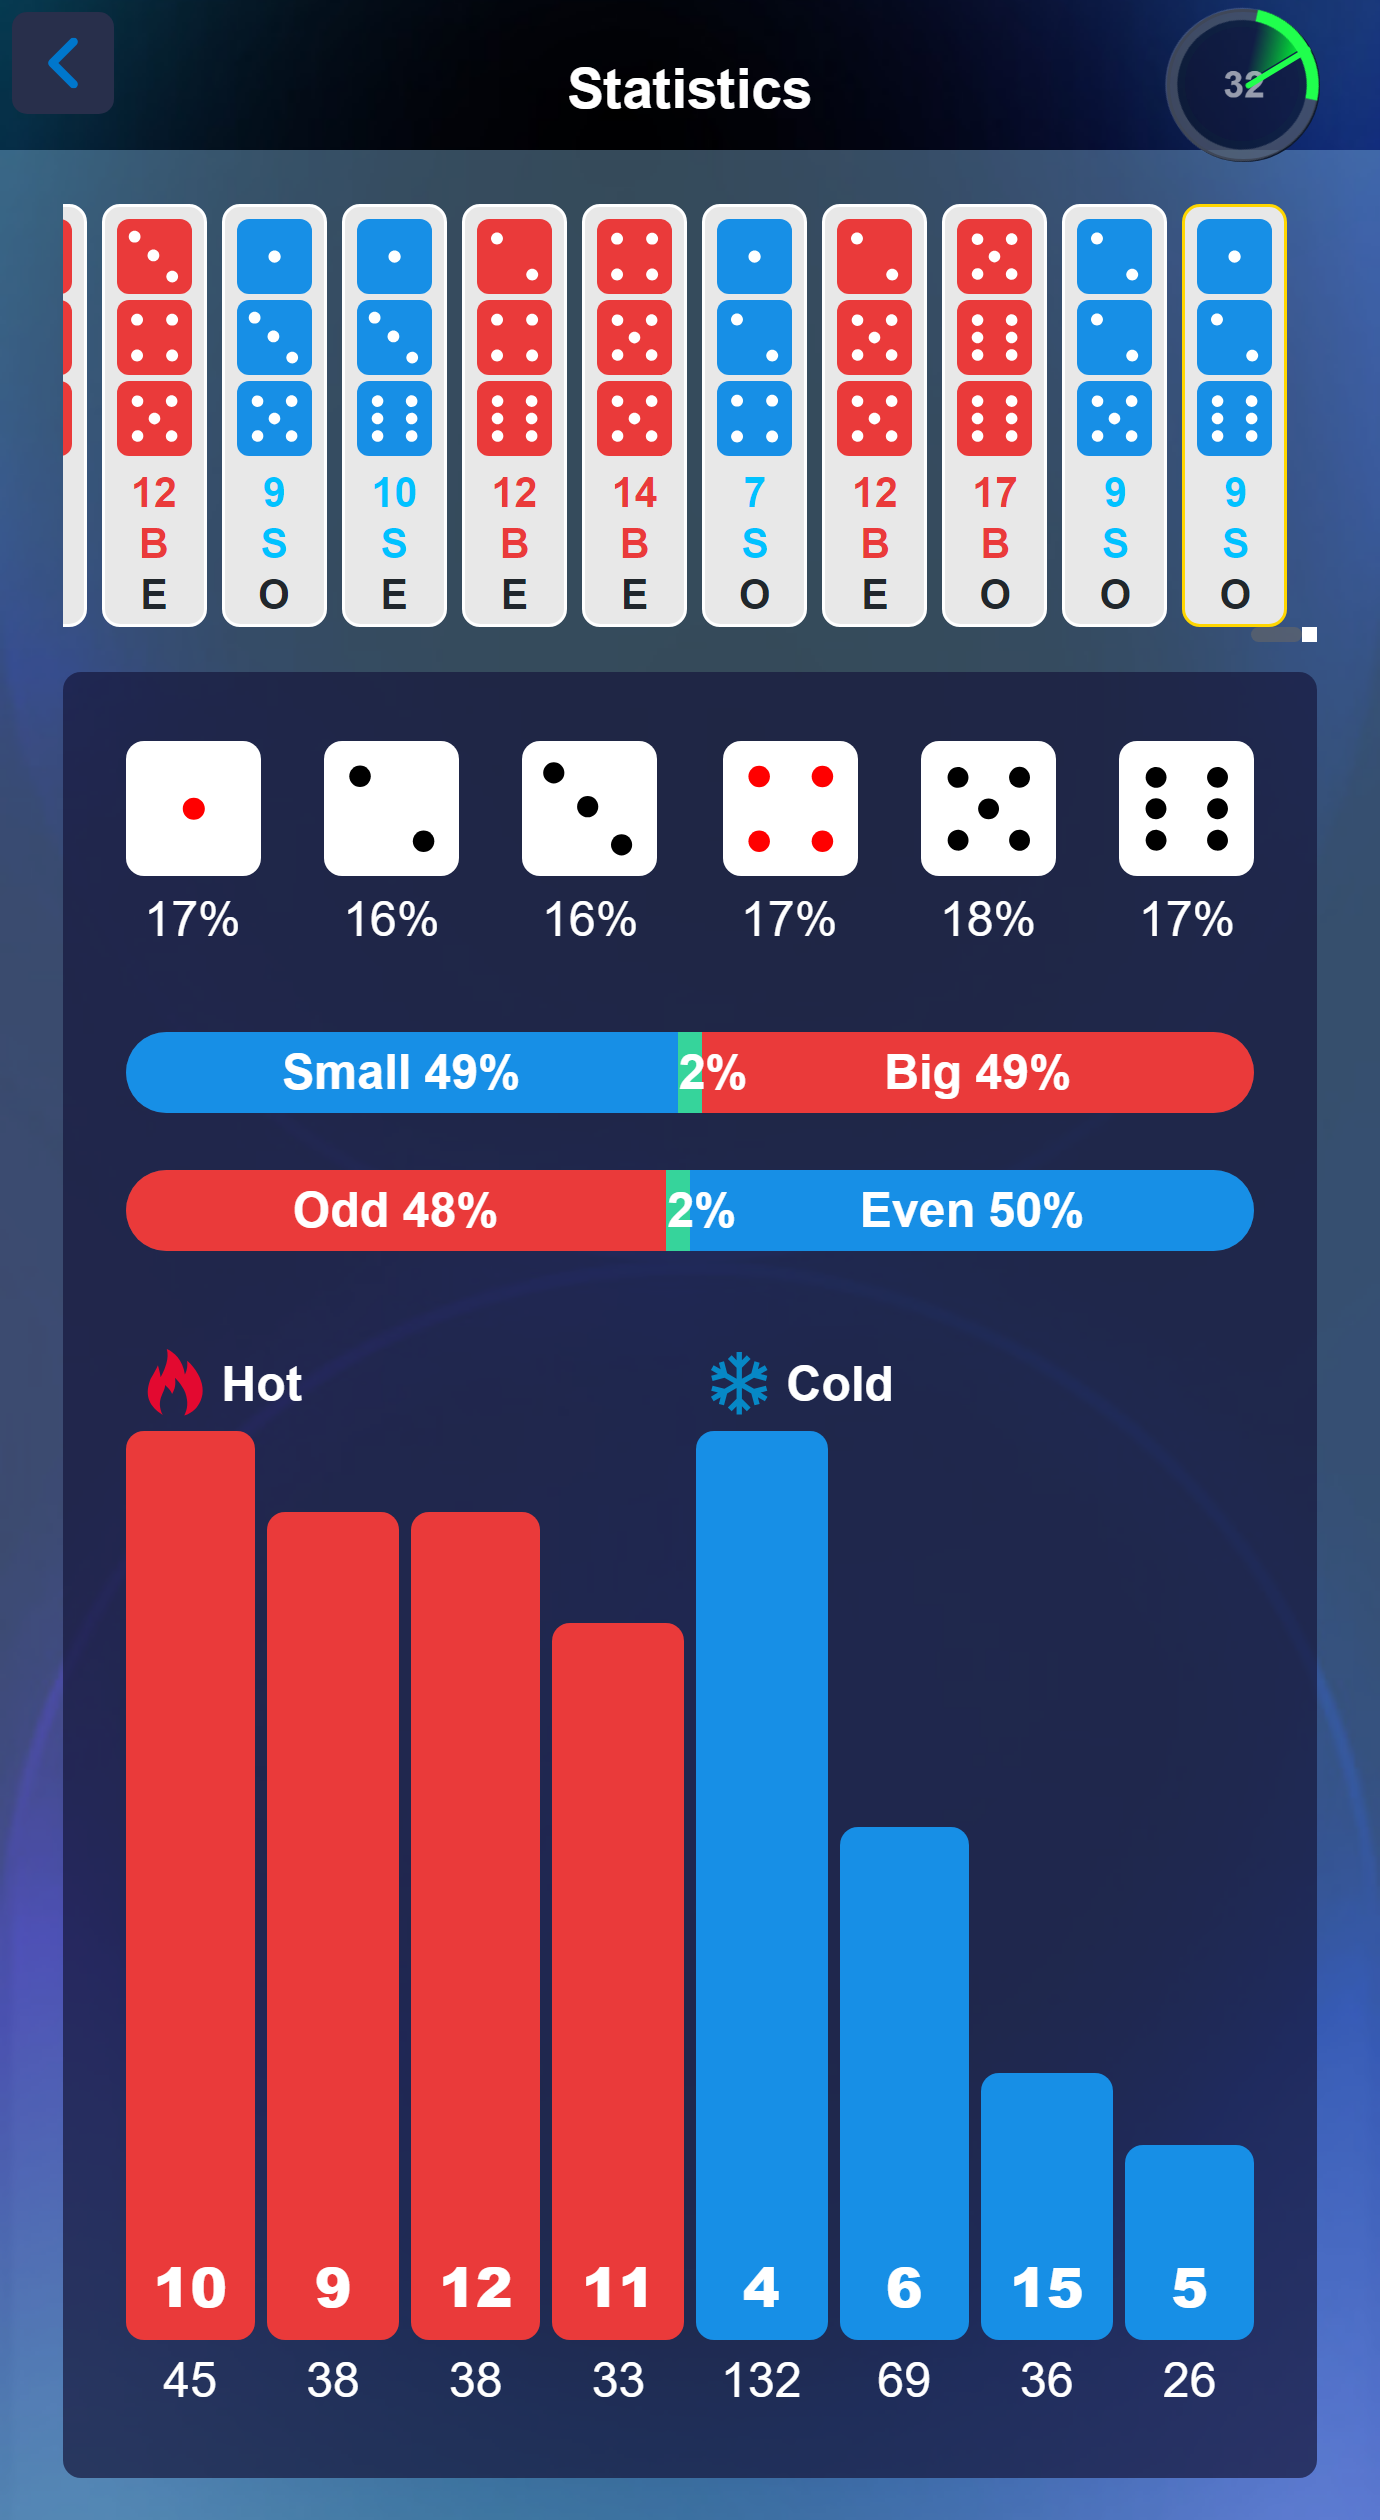 Statistics
32
12 9 10 12 14 7 12 17 9 9
B S S B B S B B S S
E O E E E O E O O O
17% 16% 16% 17% 18% 17%
Small 49% 2% Big 49%
Odd 48% 2% Even 50%
Hot Cold
10 9 12 11 4 6 15 5
45 38 38 33 132 69 36 26